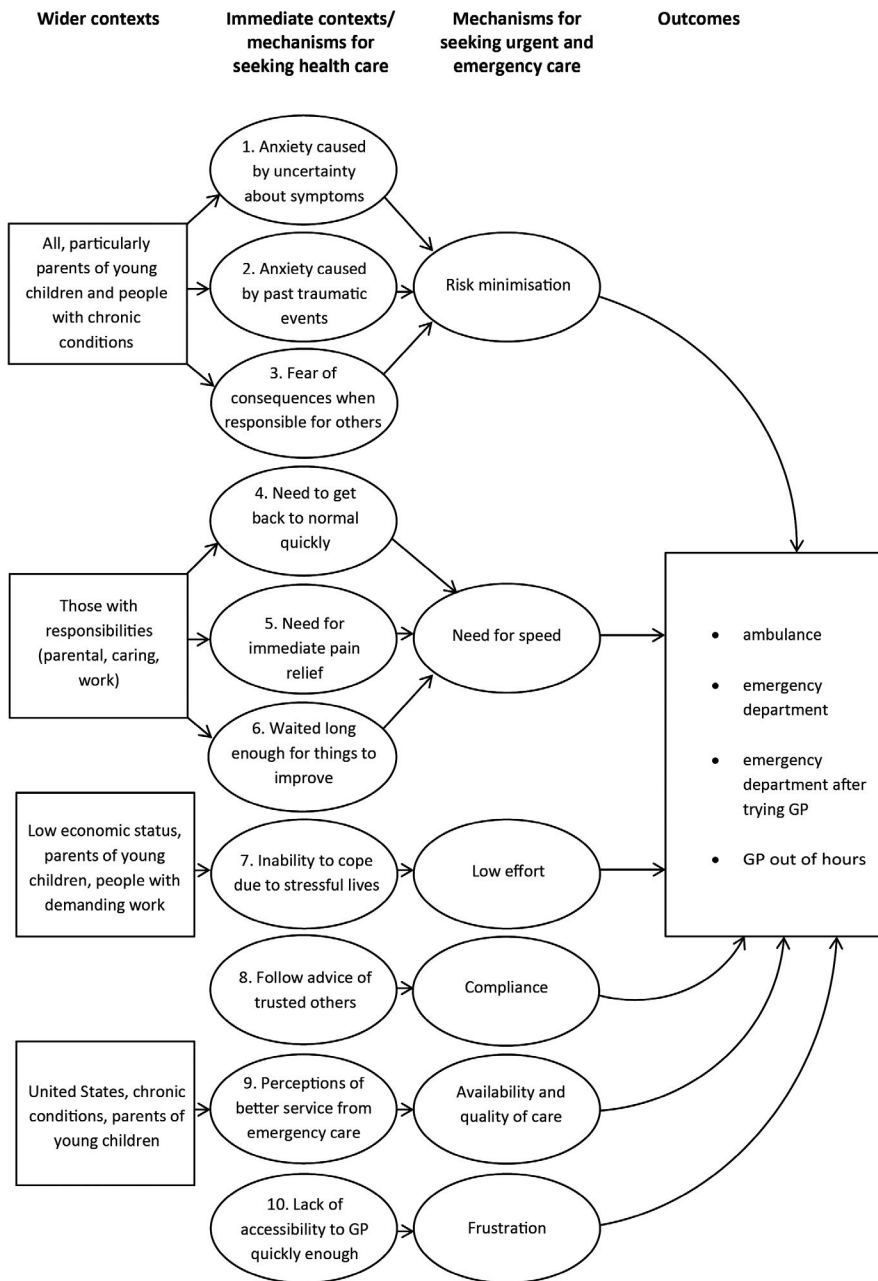 Wider contexts
Immediate contexts/
mechanisms for
seeking health care
Mechanisms for
seeking urgent and
emergency care
Outcomes
All, particularly
parents of young
children and people
with chronic
conditions
1. Anxiety caused
by uncertainty
about symptoms
2. Anxiety caused
by past traumatic
events
3. Fear of
consequences when
responsible for others
Risk minimisation
Those with
responsibilities
(parental, caring,
work)
4. Need to get
back to normal
quickly
5. Need for
immediate pain
relief
6. Waited long
enough for things to
improve
Need for speed
Low economic status,
parents of young
children, people with
demanding work
7. Inability to cope
due to stressful lives
Low effort
8. Follow advice of
trusted others
Compliance
United States, chronic
conditions, parents of
young children
9. Perceptions of
better service from
emergency care
Availability and
quality of care
10. Lack of
accessibility to GP
quickly enough
Frustration
• ambulance
• emergency
department
• emergency
department after
trying GP
• GP out of hours